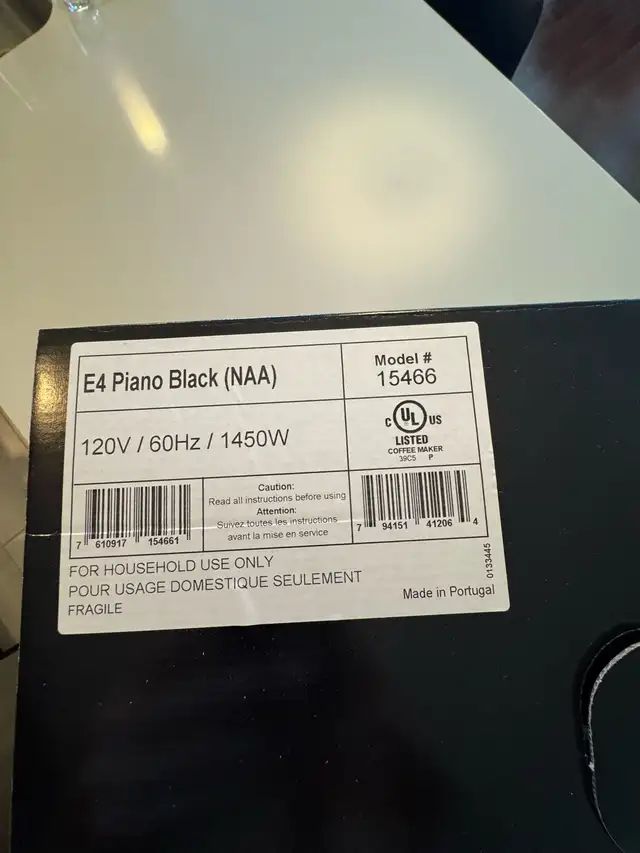 E4 Piano Black (NAA)
Model #
15466
120V / 60Hz / 1450W
C UL US
LISTED
COFFEE MAKER
39C5 P
Caution:
Read all instructions before using
Attention:
Suivez toutes les instructions
avant la mise en service
7 610917 154661
7 94151 41206 4
FOR HOUSEHOLD USE ONLY
POUR USAGE DOMESTIQUE SEULEMENT
FRAGILE
Made in Portugal
0133445